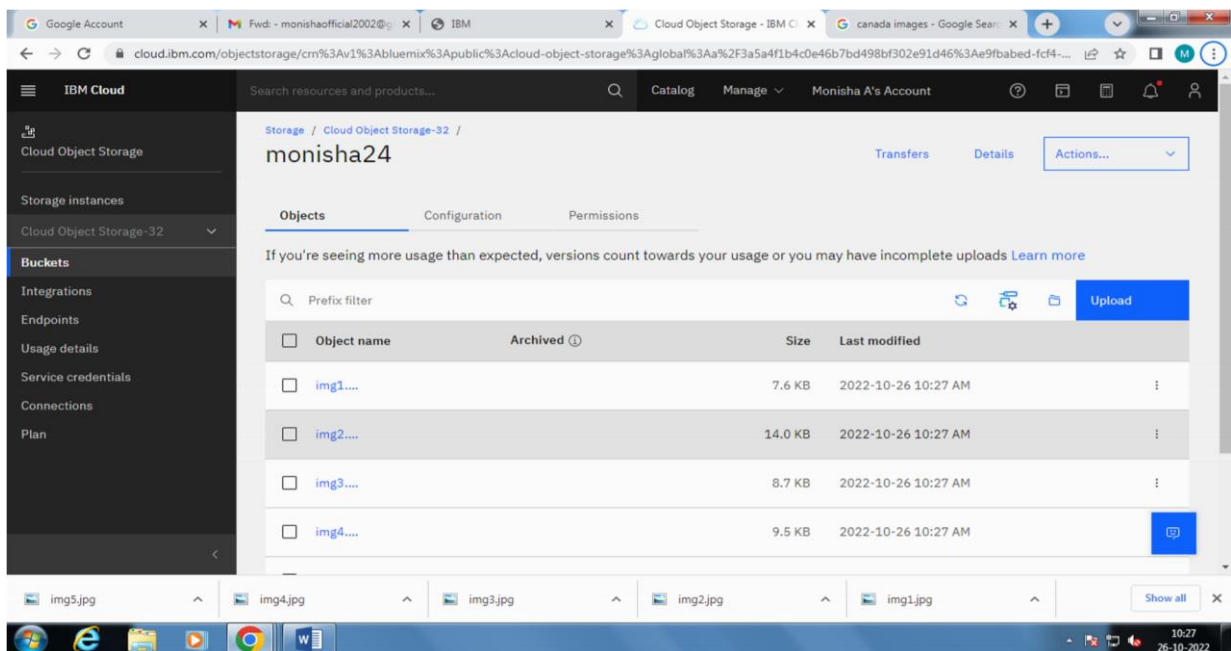 Google Account
Fwd: - monishaofficial2002@g
IBM
Cloud Object Storage - IBM C
canada images - Google Sear
cloud.ibm.com/objectstorage/crn%3Av1%3Abluemix%3Apublic%3Acloud-object-storage%3Aglobal%3Aa%2F3a5a4f1b4c0e46b7bd498bf302e91d46%3Ae9fbabed-fcf4-...
M
IBM Cloud
Search resources and products...
Catalog
Manage
Monisha A's Account
Cloud Object Storage
Storage instances
Cloud Object Storage-32
Buckets
Integrations
Endpoints
Usage details
Service credentials
Connections
Plan
Storage / Cloud Object Storage-32 /
monisha24
Transfers
Details
Actions...
Objects
Configuration
Permissions
If you're seeing more usage than expected, versions count towards your usage or you may have incomplete uploads Learn more
Prefix filter
Upload
Object name Archived Size Last modified
img1.... 7.6 KB 2022-10-26 10:27 AM
img2.... 14.0 KB 2022-10-26 10:27 AM
img3.... 8.7 KB 2022-10-26 10:27 AM
img4.... 9.5 KB 2022-10-26 10:27 AM
img5.jpg
img4.jpg
img3.jpg
img2.jpg
img1.jpg
Show all
10:27
26-10-2022